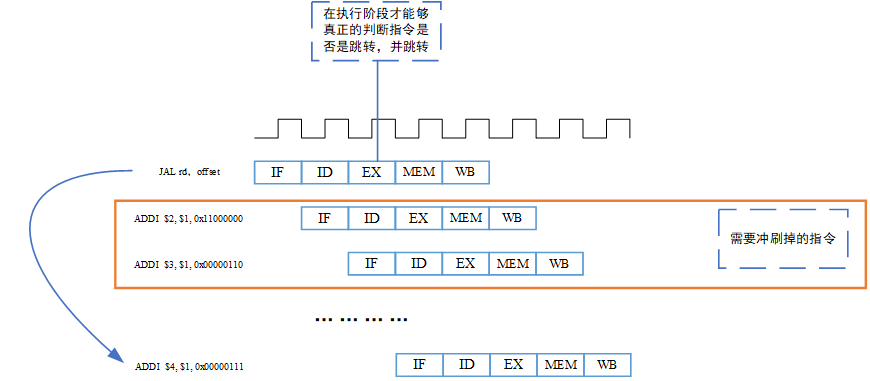 在执行阶段才能够
真正的判断指令是
否是跳转，并跳转
JAL rd，offset
IF ID EX MEM WB
ADDI $2, $1, 0x11000000
IF ID EX MEM WB
需要冲刷掉的指令
ADDI $3, $1, 0x00000110
IF ID EX MEM WB
... ... ... ...
ADDI $4, $1, 0x00000111
IF ID EX MEM WB